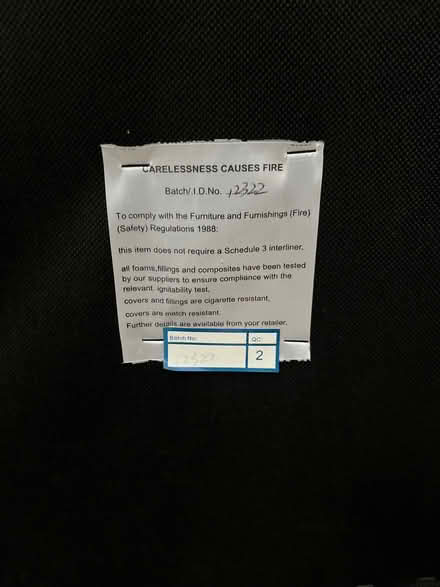 CARELESSNESS CAUSES FIRE
Batch/.I.D.No. 12322
To comply with the Furniture and Furnishings (Fire)
(Safety) Regulations 1988:
this item does not require a Schedule 3 interliner.
all foams,fillings and composites have been tested
by our suppliers to ensure compliance with the
relevant. ignitability test,
covers and fillings are cigarette resistant,
covers are match resistant.
Further details are available from your retailer.
Batch No: QC:
12322 2